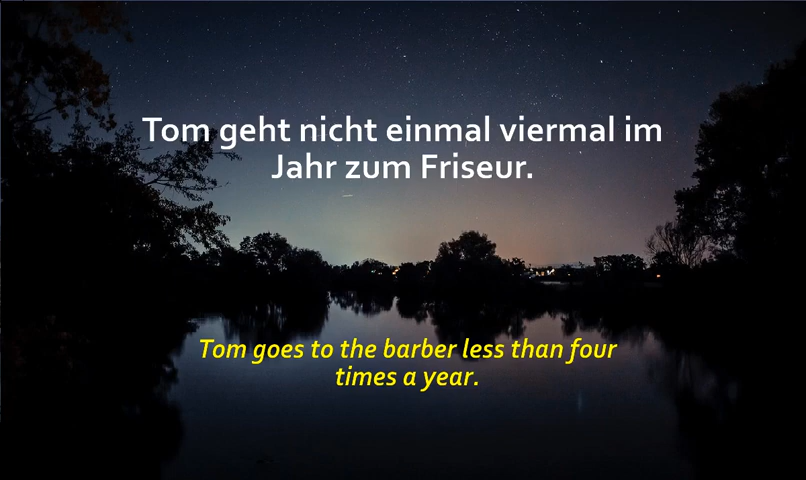 Tom geht nicht einmal viermal im
Jahr zum Friseur.
Tom goes to the barber less than four
times a year.